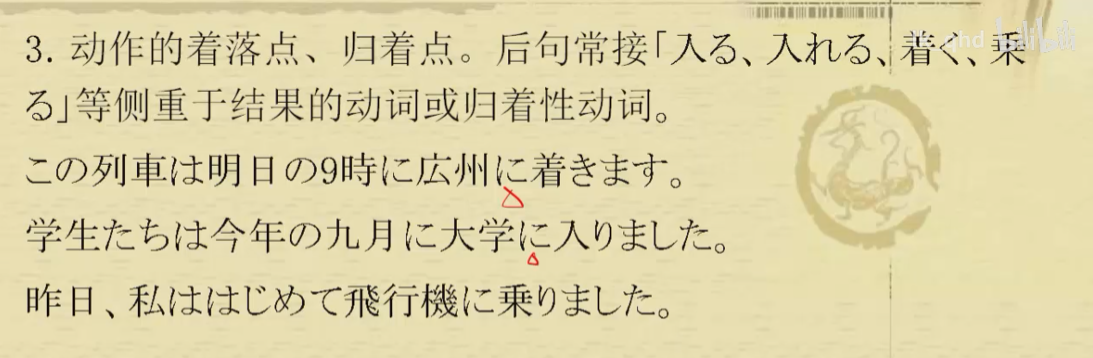 3. 动作的着落点、归着点。后句常接「入る、入れる、着く、乗
る」等侧重于结果的动词或归着性动词。
この列車は明日の9時に広州に着きます。
学生たちは今年の九月に大学に入りました。
昨日、私ははじめて飛行機に乗りました。
bilibili